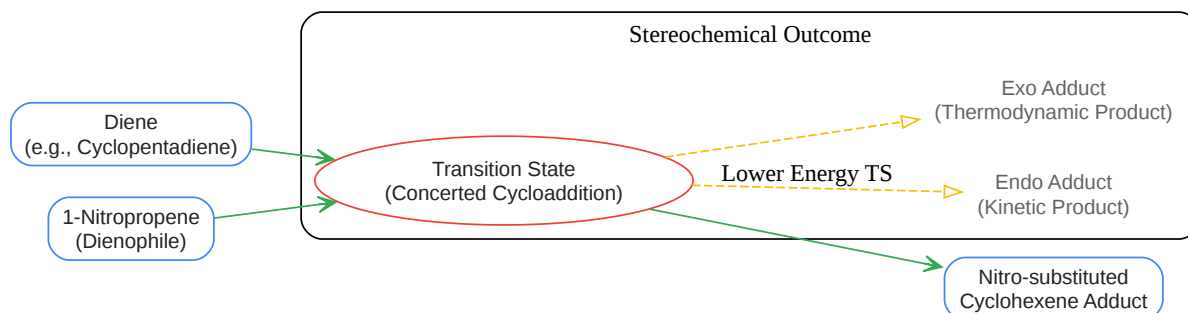 Stereochemical Outcome
Diene
(e.g., Cyclopentadiene)
1-Nitropropene
(Dienophile)
Transition State
(Concerted Cycloaddition)
Lower Energy TS
Exo Adduct
(Thermodynamic Product)
Endo Adduct
(Kinetic Product)
Nitro-substituted
Cyclohexene Adduct